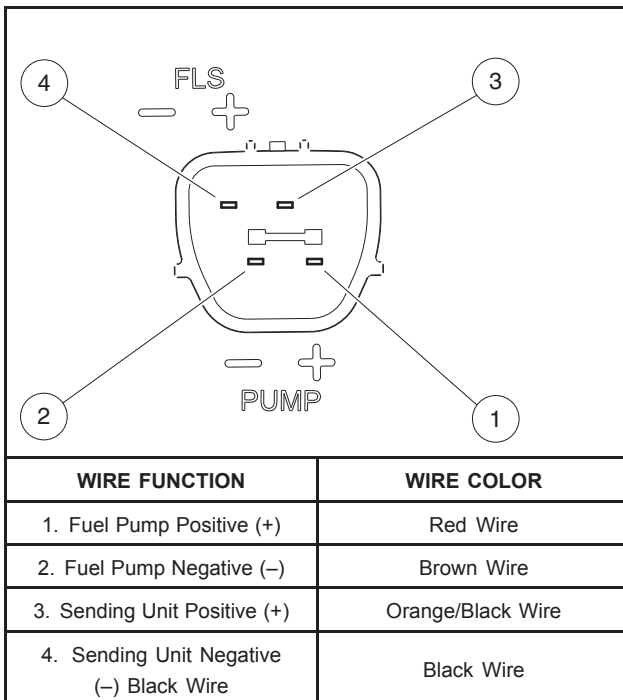 4
FLS
3
– +
– +
PUMP
2
1
WIRE FUNCTION
WIRE COLOR
1. Fuel Pump Positive (+)
Red Wire
2. Fuel Pump Negative (–)
Brown Wire
3. Sending Unit Positive (+)
Orange/Black Wire
4. Sending Unit Negative
(–) Black Wire
Black Wire